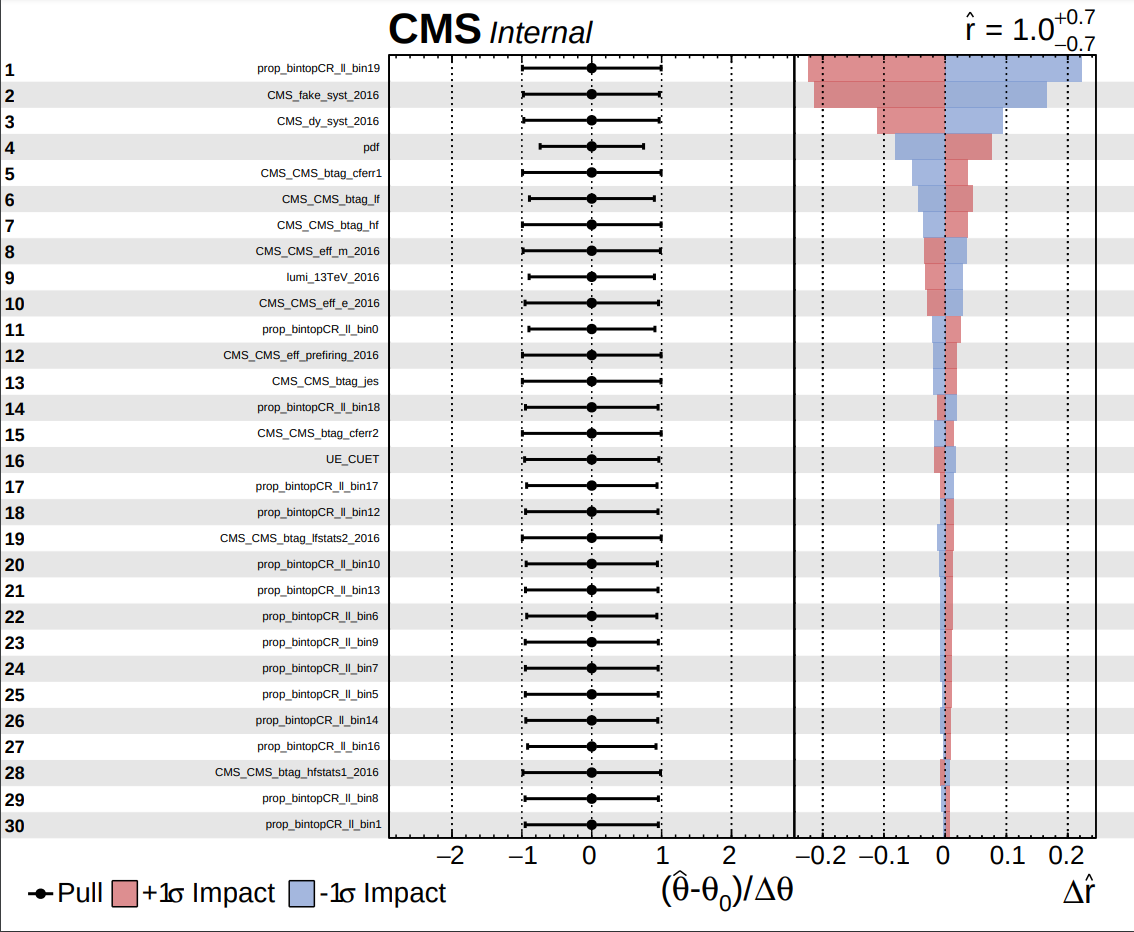 CMS Internal r̂ = 1.0 +0.7 −0.7
1 prop_bintopCR_ll_bin19
2 CMS_fake_syst_2016
3 CMS_dy_syst_2016
4 pdf
5 CMS_CMS_btag_cferr1
6 CMS_CMS_btag_lf
7 CMS_CMS_btag_hf
8 CMS_CMS_eff_m_2016
9 lumi_13TeV_2016
10 CMS_CMS_eff_e_2016
11 prop_bintopCR_ll_bin0
12 CMS_CMS_eff_prefiring_2016
13 CMS_CMS_btag_jes
14 prop_bintopCR_ll_bin18
15 CMS_CMS_btag_cferr2
16 UE_CUET
17 prop_bintopCR_ll_bin17
18 prop_bintopCR_ll_bin12
19 CMS_CMS_btag_lfstats2_2016
20 prop_bintopCR_ll_bin10
21 prop_bintopCR_ll_bin13
22 prop_bintopCR_ll_bin6
23 prop_bintopCR_ll_bin9
24 prop_bintopCR_ll_bin7
25 prop_bintopCR_ll_bin5
26 prop_bintopCR_ll_bin14
27 prop_bintopCR_ll_bin16
28 CMS_CMS_btag_hfstats1_2016
29 prop_bintopCR_ll_bin8
30 prop_bintopCR_ll_bin1
−2 −1 0 1 2 −0.2 −0.1 0 0.1 0.2
Pull +1σ Impact -1σ Impact (θ̂-θ₀)/Δθ Δr̂